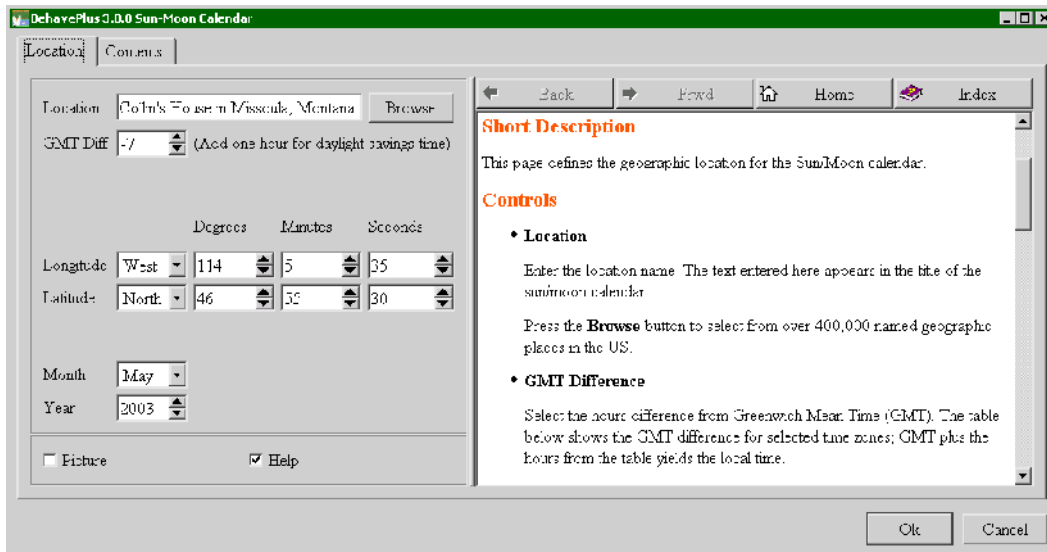 BehavePlus 3.0.0 Sun-Moon Calendar
Location Contents
Location Colin's House in Missoula, Montana Browse
GMT Diff -7 (Add one hour for daylight savings time)
Degrees Minutes Seconds
Longitude West 114 5 35
Latitude North 46 30
Month May
Year 2003
Picture Help
Back Frwd Home Index
Short Description
This page defines the geographic location for the Sun/Moon calendar.
Controls
• Location
Enter the location name. The text entered here appears in the title of the
sun/moon calendar
Press the Browse button to select from over 400,000 named geographic
places in the US.
• GMT Difference
Select the hours difference from Greenwich Mean Time (GMT). The table
below shows the GMT difference for selected time zones; GMT plus the
hours from the table yields the local time.
Ok Cancel